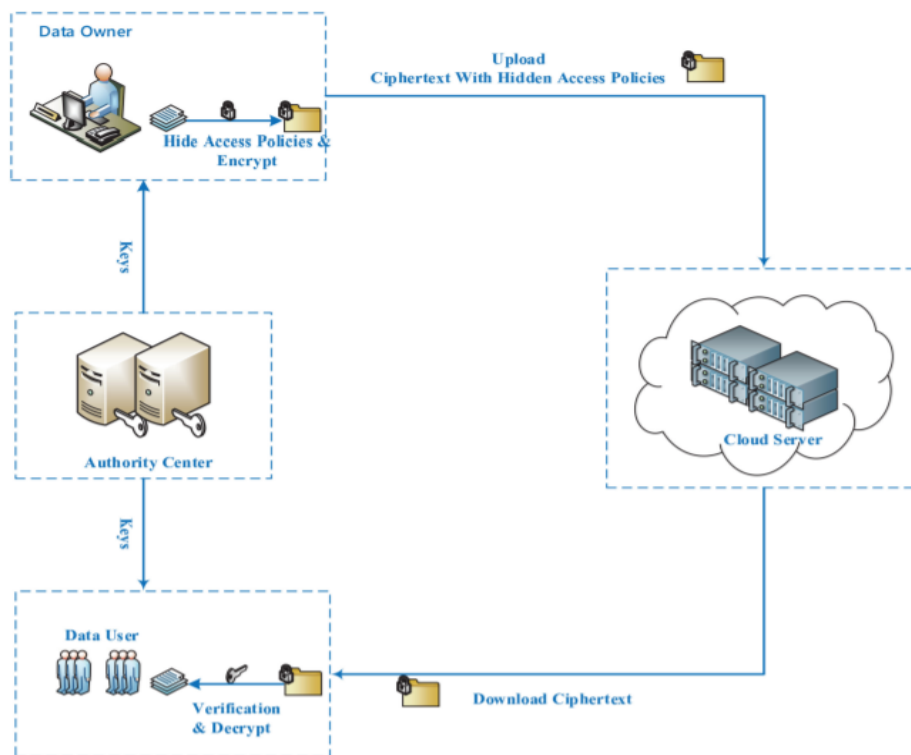 Data Owner
Upload
Ciphertext With Hidden Access Policies
Hide Access Policies &
Encrypt
Keys
Authority Center
Cloud Server
Keys
Data User
Verification
& Decrypt
Download Ciphertext